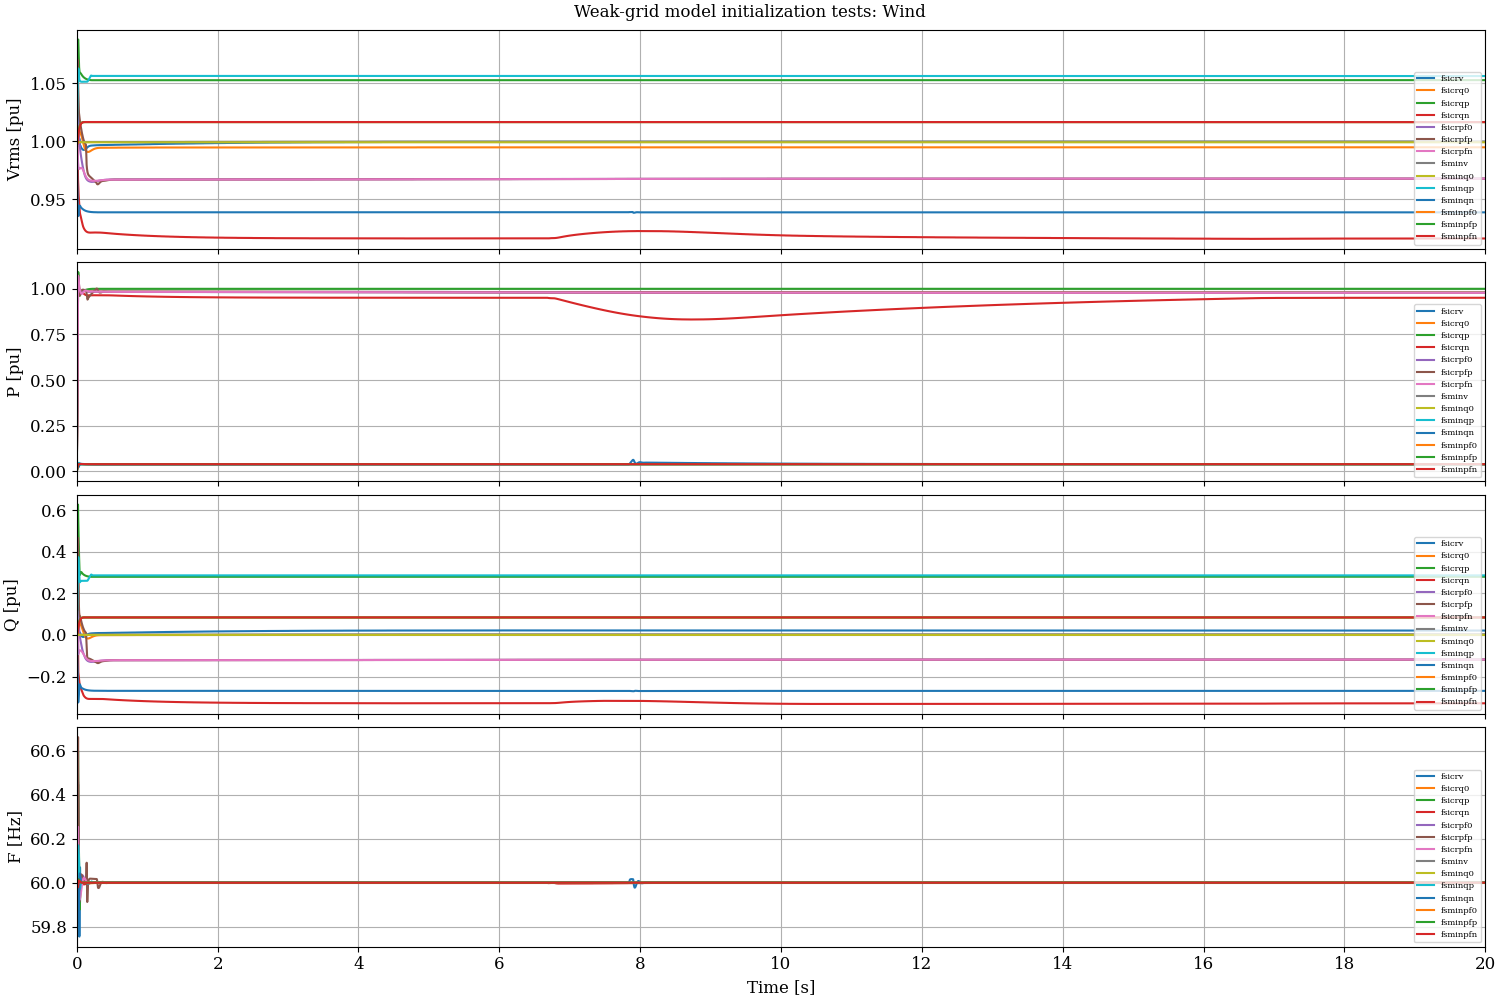 Weak-grid model initialization tests: Wind
Vrms [pu]
1.05
1.00
0.95
fsicrv
fsicrq0
fsicrqp
fsicrqn
fsicrpf0
fsicrpfp
fsicrpfn
fsminv
fsminq0
fsminqp
fsminqn
fsminpf0
fsminpfp
fsminpfn
P [pu]
1.00
0.75
0.50
0.25
0.00
fsicrv
fsicrq0
fsicrqp
fsicrqn
fsicrpf0
fsicrpfp
fsicrpfn
fsminv
fsminq0
fsminqp
fsminqn
fsminpf0
fsminpfp
fsminpfn
Q [pu]
0.6
0.4
0.2
0.0
−0.2
fsicrv
fsicrq0
fsicrqp
fsicrqn
fsicrpf0
fsicrpfp
fsicrpfn
fsminv
fsminq0
fsminqp
fsminqn
fsminpf0
fsminpfp
fsminpfn
F [Hz]
60.6
60.4
60.2
60.0
59.8
fsicrv
fsicrq0
fsicrqp
fsicrqn
fsicrpf0
fsicrpfp
fsicrpfn
fsminv
fsminq0
fsminqp
fsminqn
fsminpf0
fsminpfp
fsminpfn
0 2 4 6 8 10 12 14 16 18 20
Time [s]